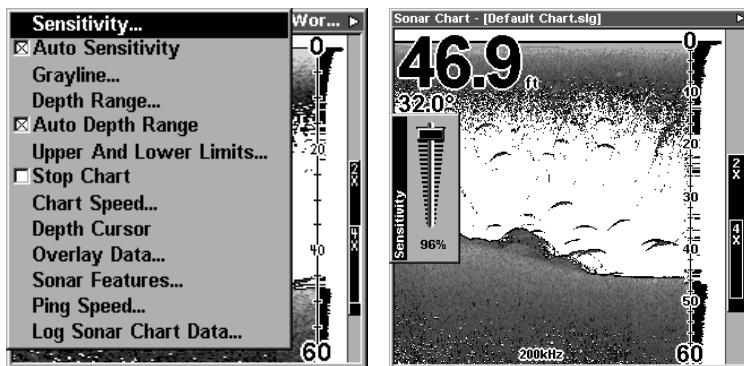 Sensitivity...
Auto Sensitivity
Grayline...
Depth Range...
Auto Depth Range
Upper And Lower Limits...
Stop Chart
Chart Speed...
Depth Cursor
Overlay Data...
Sonar Features...
Ping Speed...
Log Sonar Chart Data...
Wor...
0
20
40
60
2X
4X
Sonar Chart - [Default Chart.slg]
46.9 ft
32.0°
Sensitivity
96%
0
10
20
30
40
50
60
200kHz
2X
4X